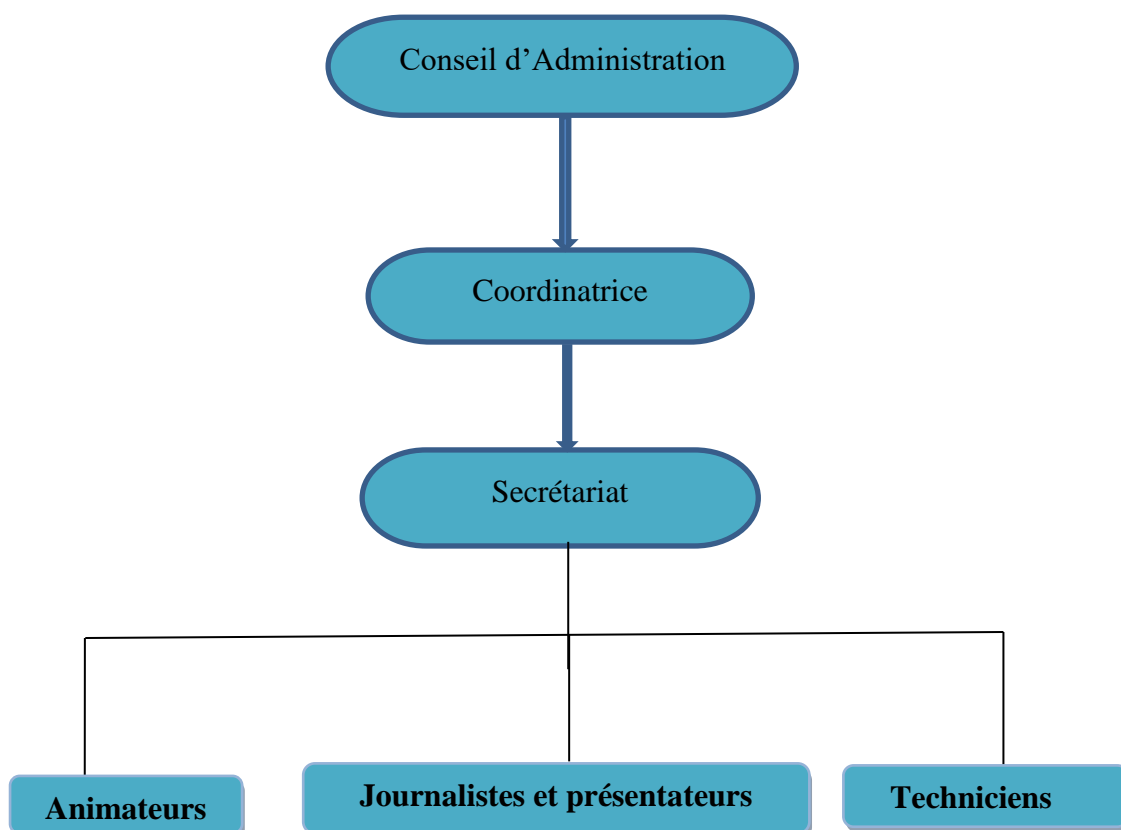 Conseil d’Administration
Coordinatrice
Secrétariat
Animateurs
Journalistes et présentateurs
Techniciens